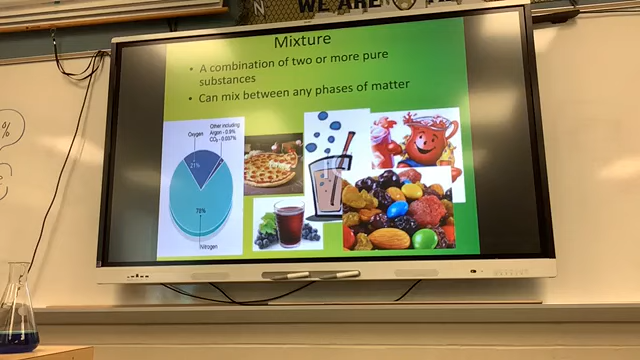 N
WE ARE
Mixture
• A combination of two or more pure
substances
• Can mix between any phases of matter
Other including
Argon - 0.9%
CO₂ - 0.037%
Oxygen
21%
78%
Nitrogen
%